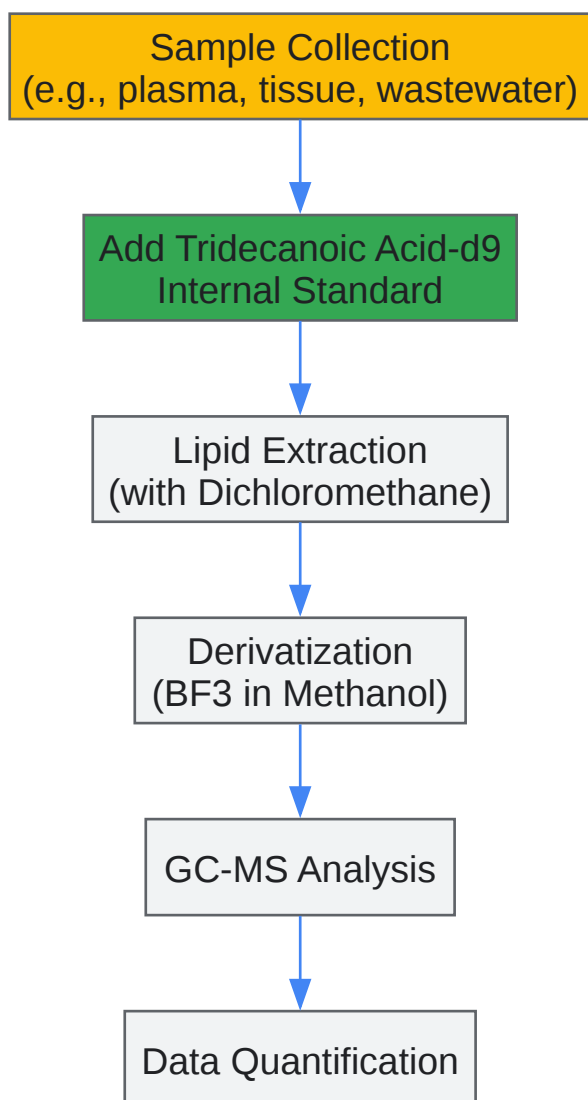 Sample Collection
(e.g., plasma, tissue, wastewater)
Add Tridecanoic Acid-d9
Internal Standard
Lipid Extraction
(with Dichloromethane)
Derivatization
(BF3 in Methanol)
GC-MS Analysis
Data Quantification